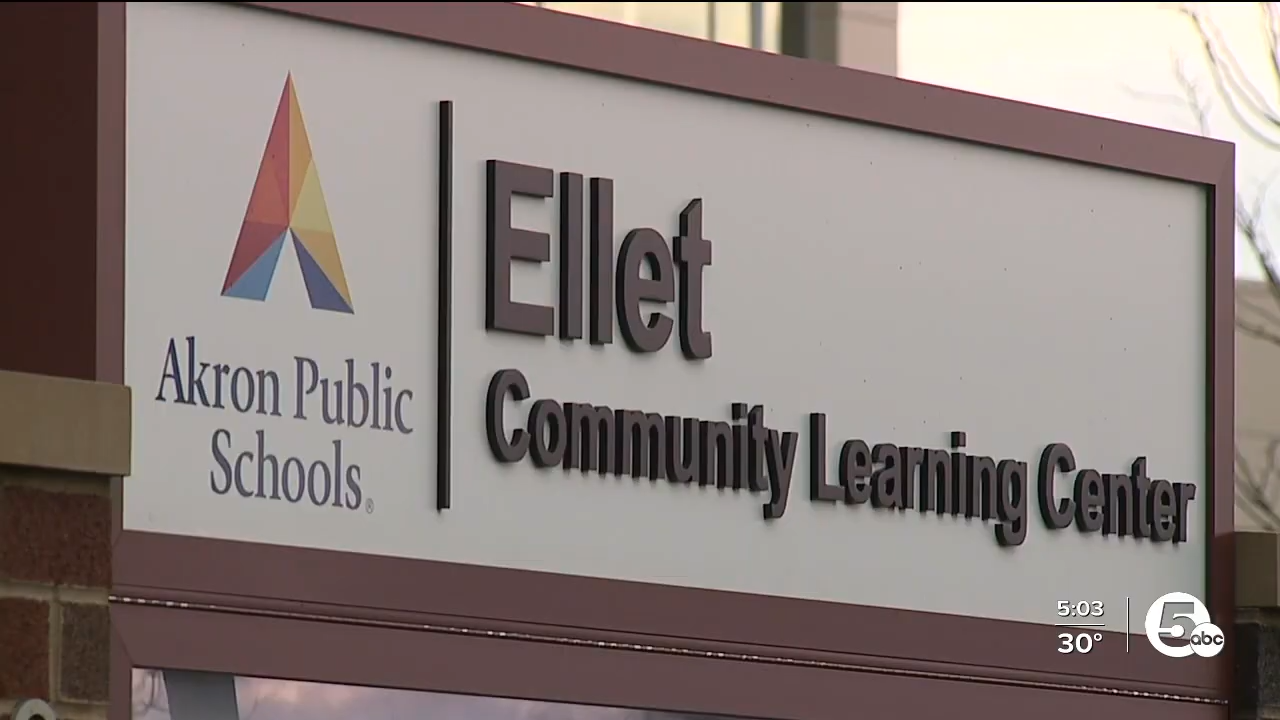 Akron Public
Schools®
Ellet
Community Learning Center
5:03
30°
5
abc